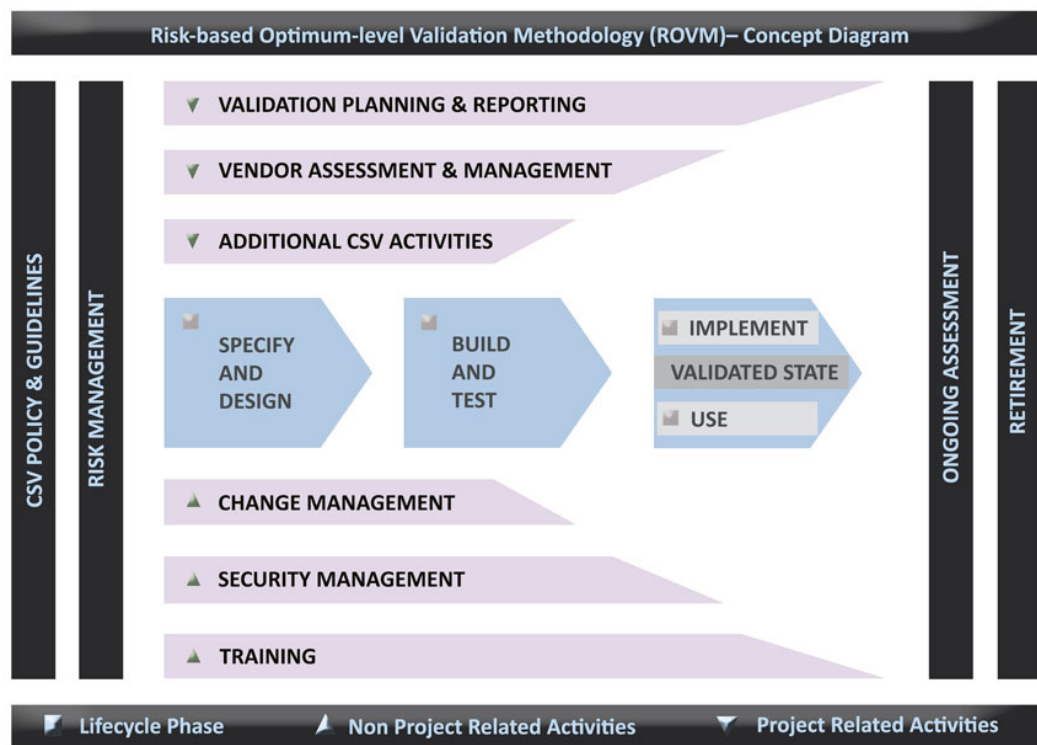 Risk-based Optimum-level Validation Methodology (ROVM)– Concept Diagram
CSV POLICY & GUIDELINES
RISK MANAGEMENT
VALIDATION PLANNING & REPORTING
VENDOR ASSESSMENT & MANAGEMENT
ADDITIONAL CSV ACTIVITIES
SPECIFY
AND
DESIGN
BUILD
AND
TEST
IMPLEMENT
VALIDATED STATE
USE
CHANGE MANAGEMENT
SECURITY MANAGEMENT
TRAINING
ONGOING ASSESSMENT
RETIREMENT
Lifecycle Phase
Non Project Related Activities
Project Related Activities